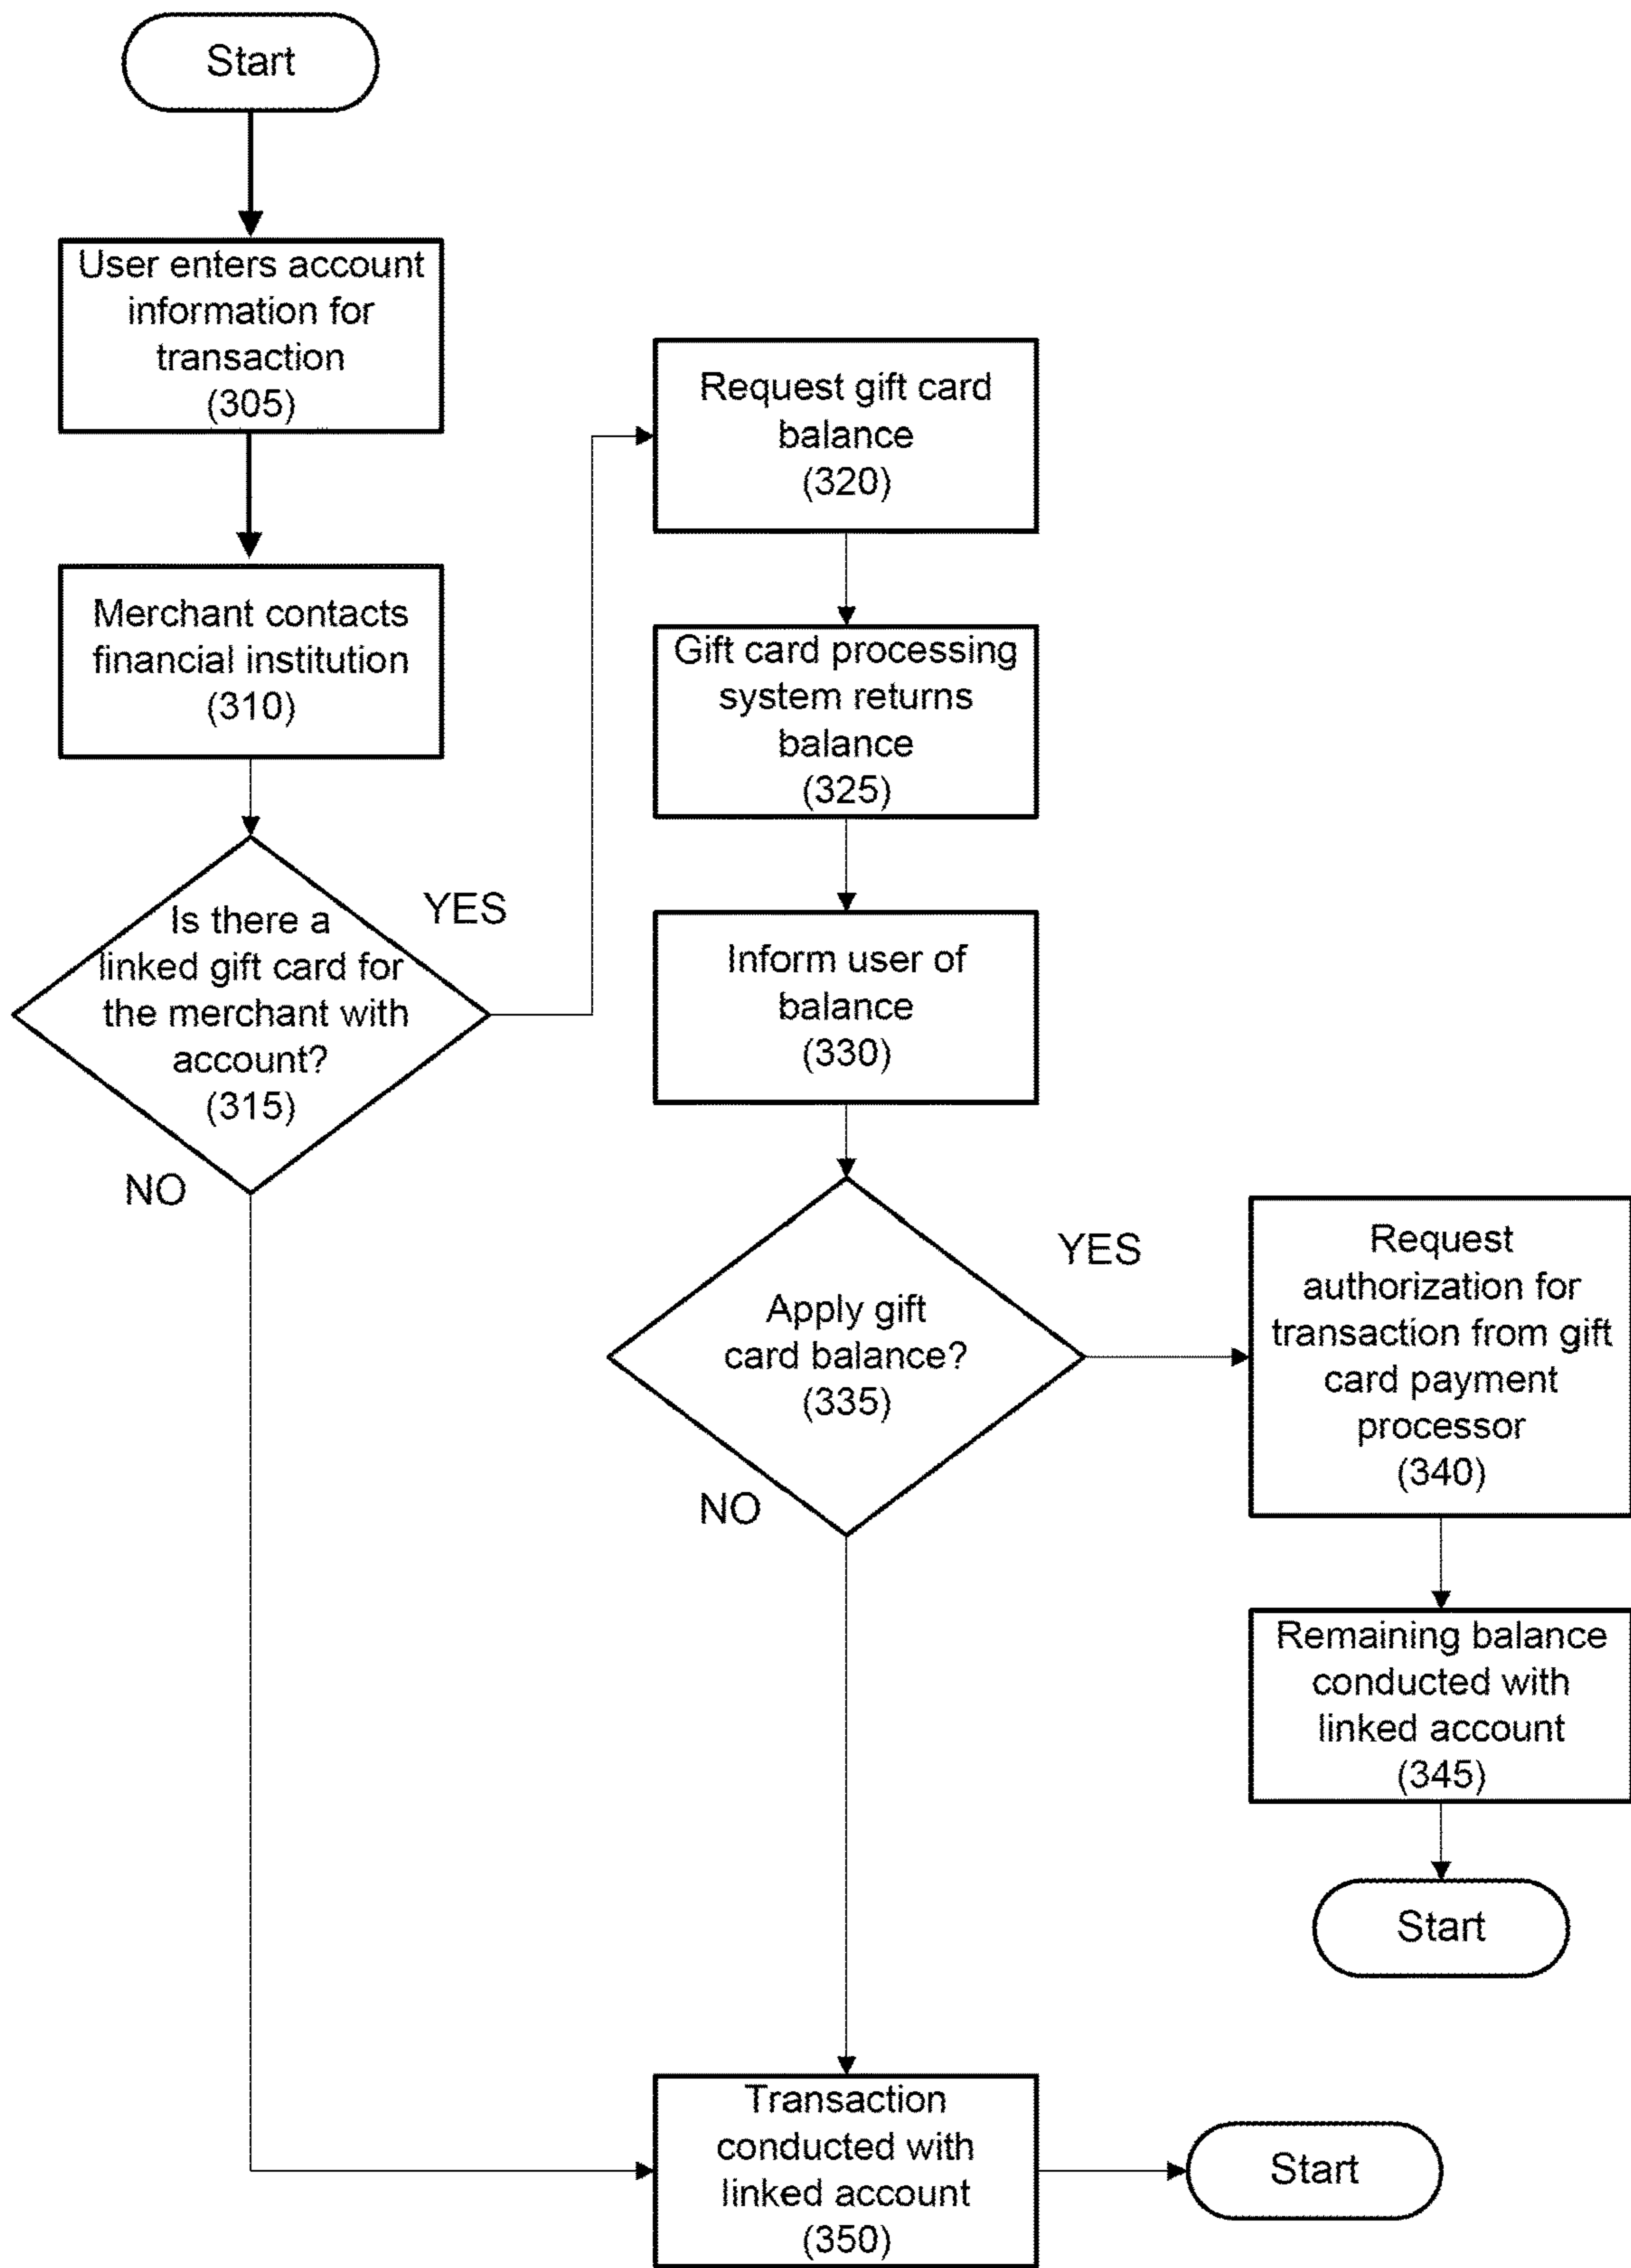 Start
User enters account
information for
transaction
(305)
Merchant contacts
financial institution
(310)
Is there a
linked gift card for
the merchant with
account?
(315)
YES
NO
Request gift card
balance
(320)
Gift card processing
system returns
balance
(325)
Inform user of
balance
(330)
Apply gift
card balance?
(335)
YES
NO
Request
authorization for
transaction from gift
card payment
processor
(340)
Remaining balance
conducted with
linked account
(345)
Start
Transaction
conducted with
linked account
(350)
Start